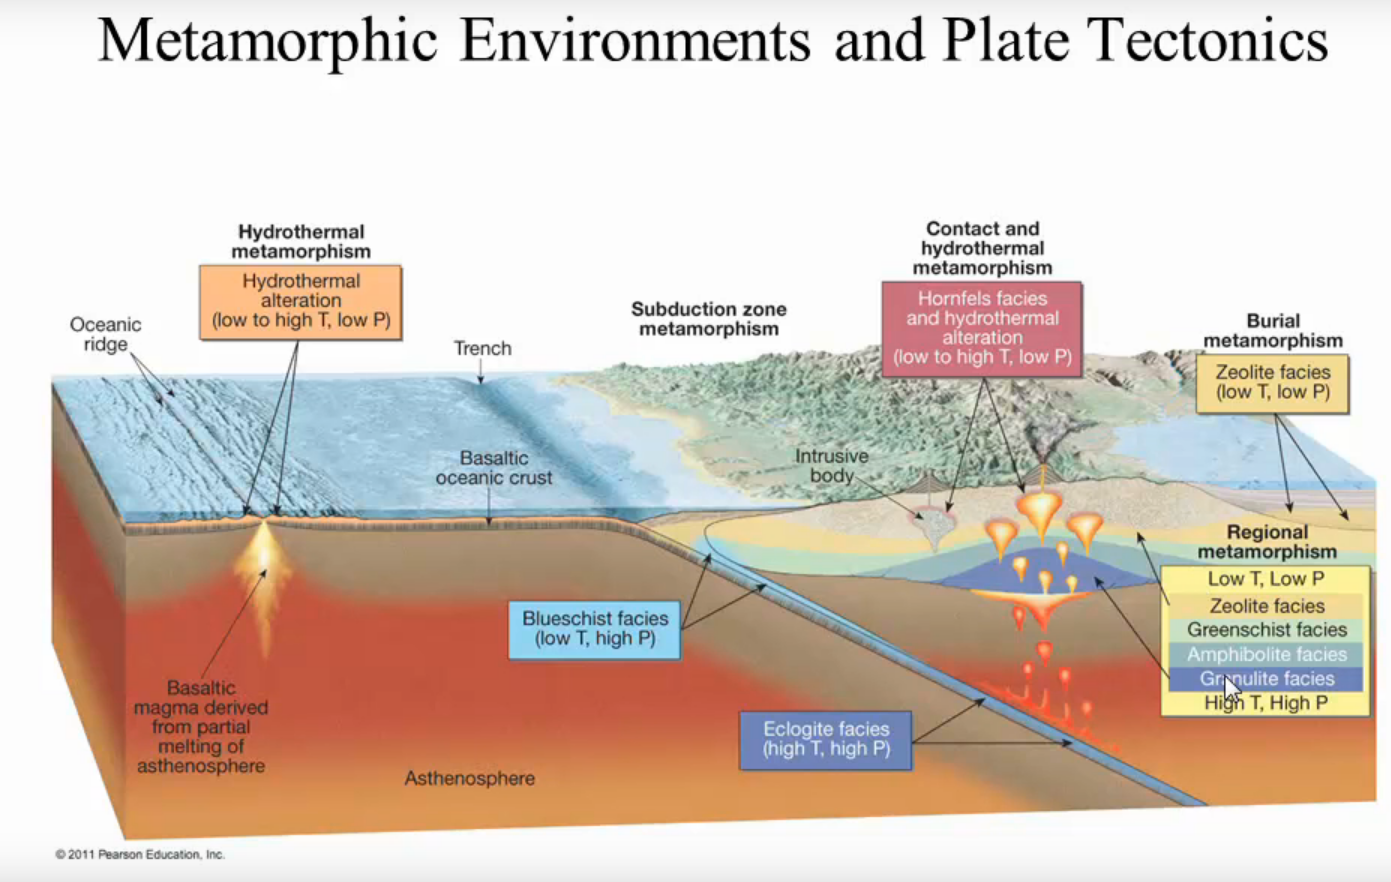 Metamorphic Environments and Plate Tectonics
Hydrothermal
metamorphism
Hydrothermal
alteration
(low to high T, low P)
Oceanic
ridge
Trench
Subduction zone
metamorphism
Contact and
hydrothermal
metamorphism
Hornfels facies
and hydrothermal
alteration
(low to high T, low P)
Burial
metamorphism
Zeolite facies
(low T, low P)
Basaltic
oceanic crust
Intrusive
body
Regional
metamorphism
Low T, Low P
Zeolite facies
Greenschist facies
Amphibolite facies
Granulite facies
High T, High P
Blueschist facies
(low T, high P)
Eclogite facies
(high T, high P)
Basaltic
magma derived
from partial
melting of
asthenosphere
Asthenosphere
© 2011 Pearson Education, Inc.